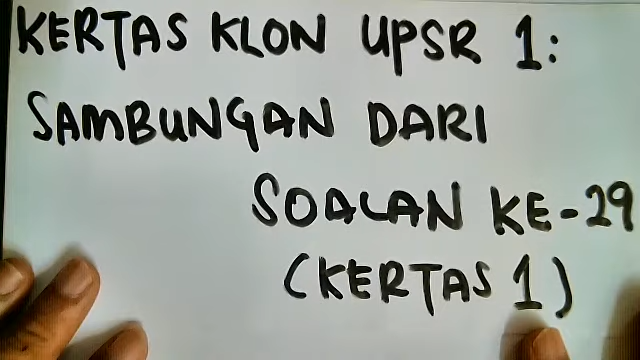 KERTAS KLON UPSR 1:
SAMBUNGAN DARI
SOALAN KE-29
(KERTAS 1)